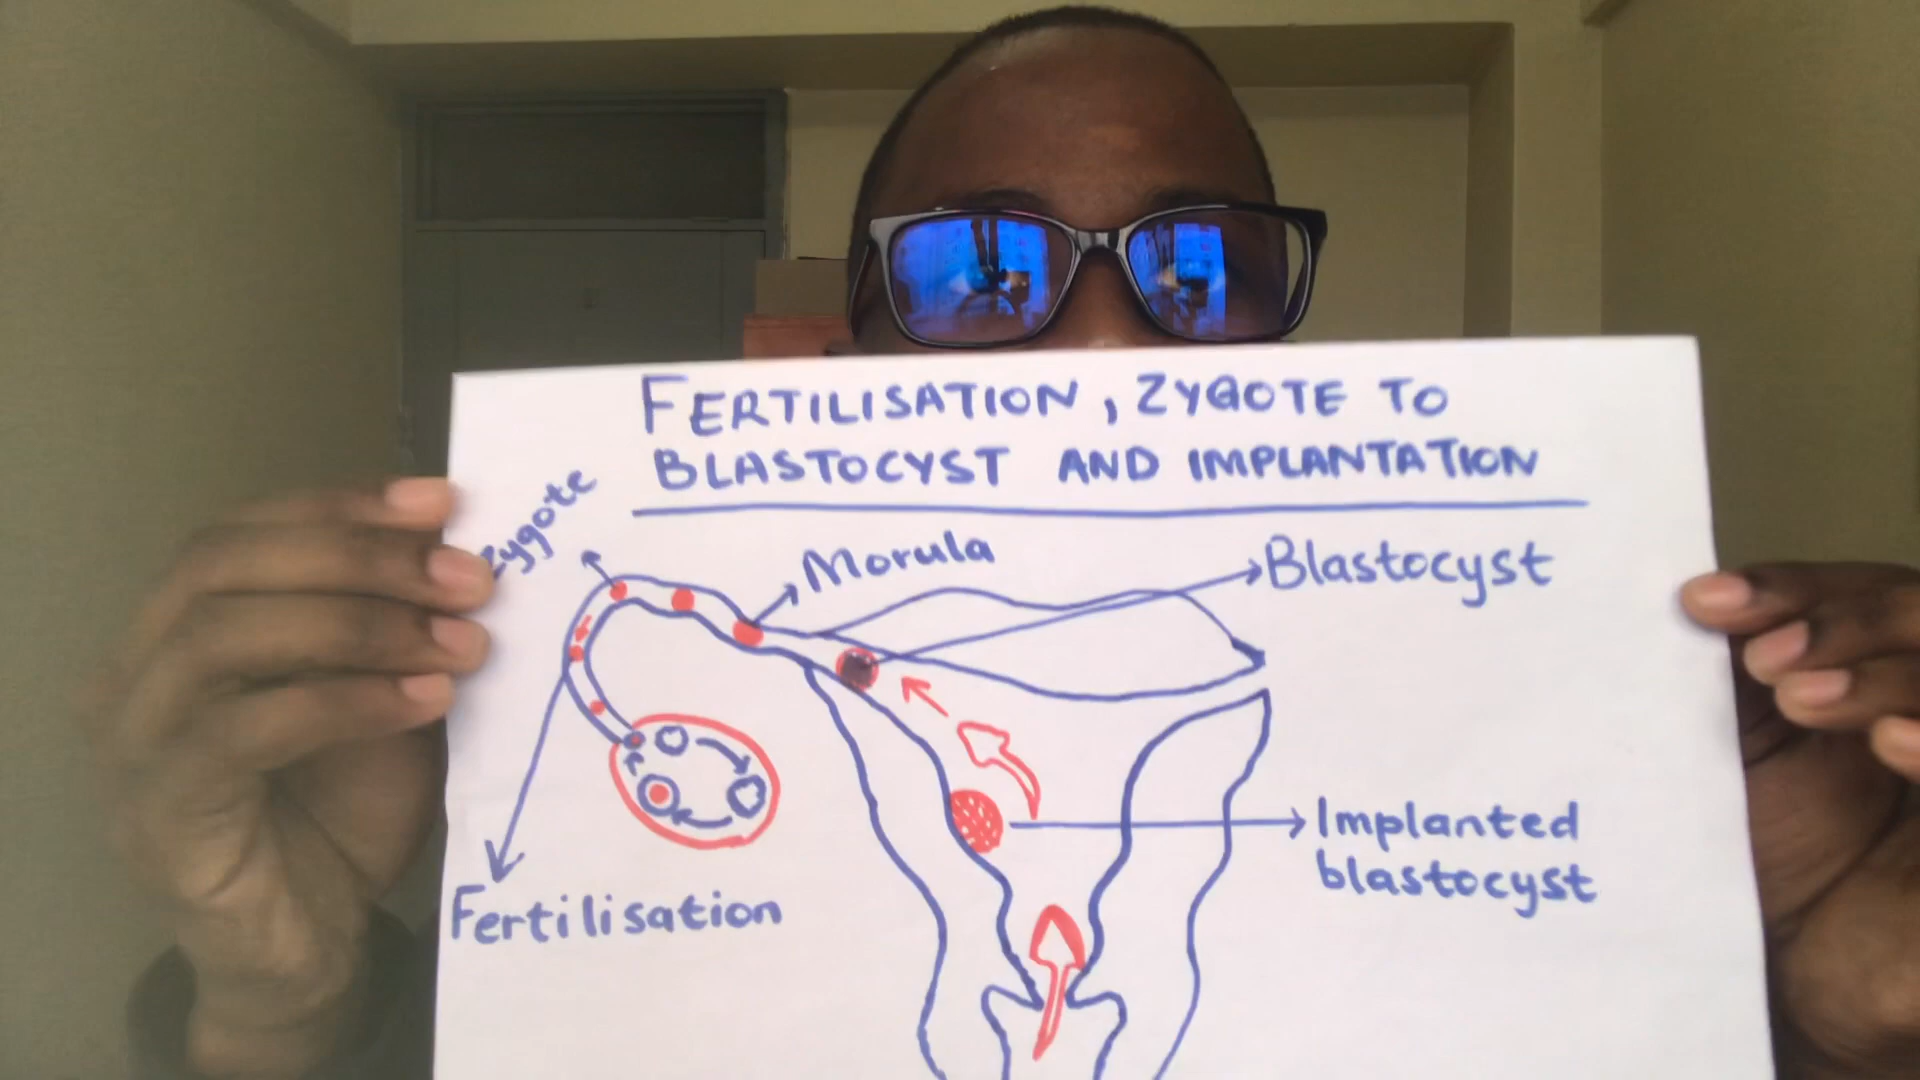 FERTILISATION, ZYGOTE TO
BLASTOCYST AND IMPLANTATION
Zygote
Morula
Blastocyst
Implanted
blastocyst
Fertilisation